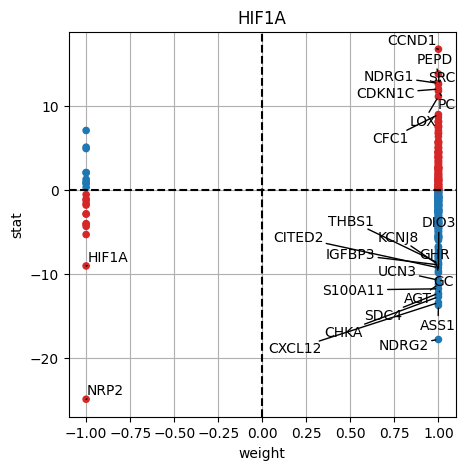 HIF1A
CCND1
PEPD
NDRG1
SRC
CDKN1C
PC
LOX
CFC1
THBS1
DIO3
CITED2
KCNJ8
IGFBP3
GHR
UCN3
HIF1A
GC
S100A11
AGT
SDC4
ASS1
CHKA
NDRG2
CXCL12
NRP2
10
0
−10
−20
stat
−1.00
−0.75
−0.50
−0.25
0.00
0.25
0.50
0.75
1.00
weight